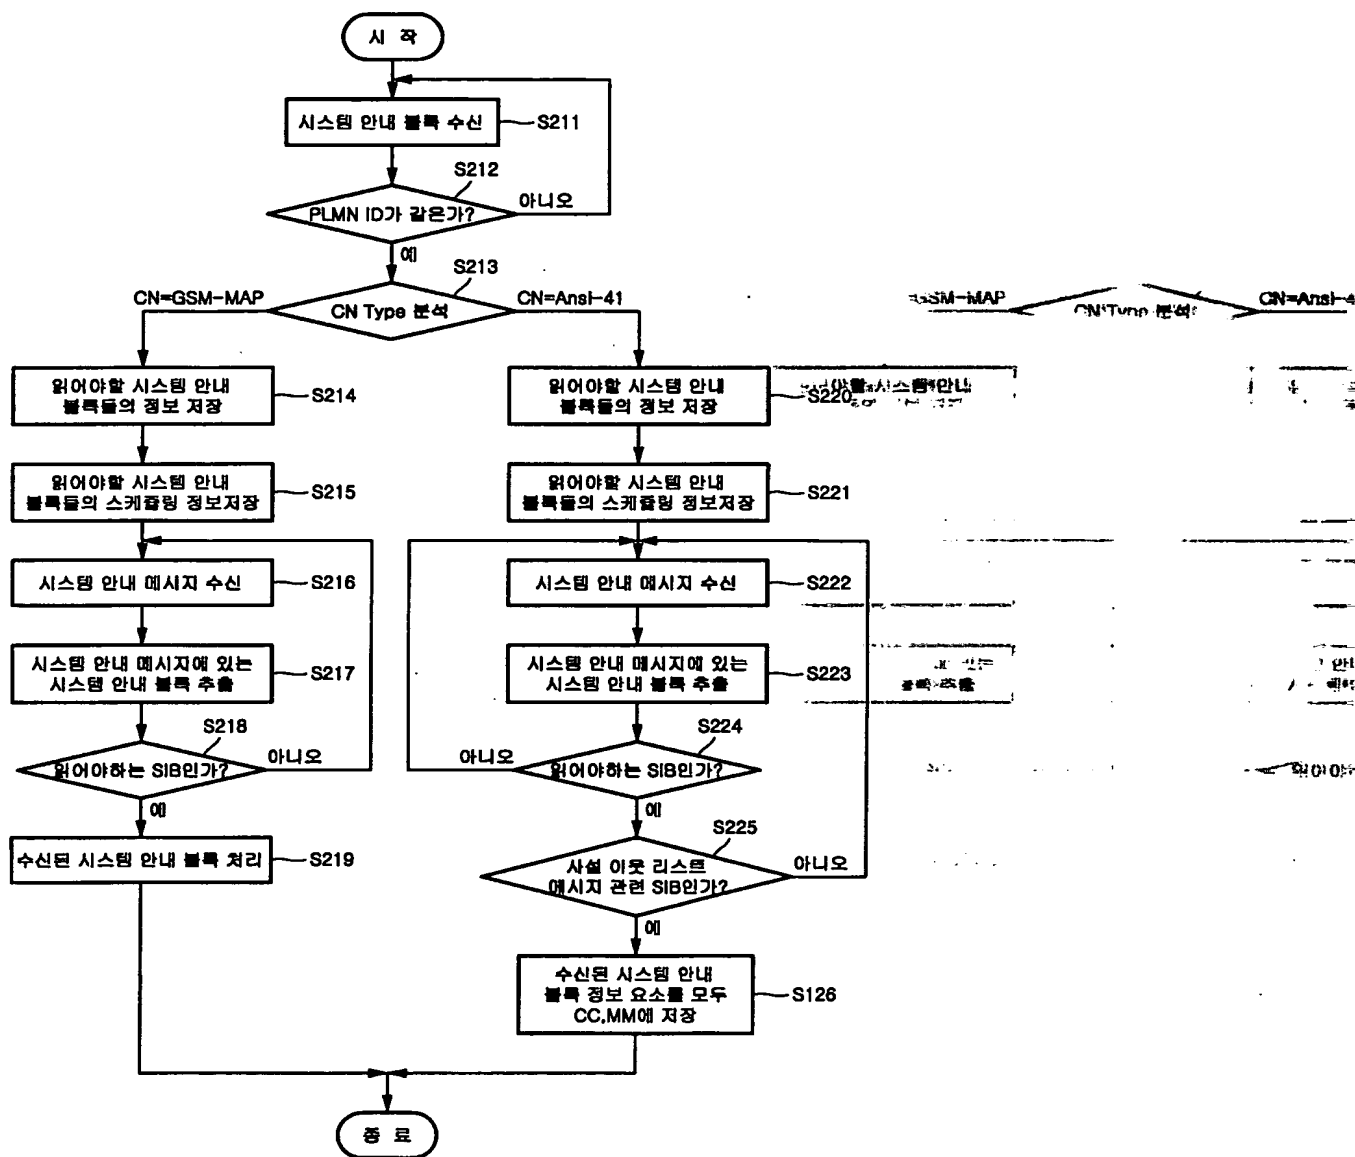 시 작
시스템 안내 블록 수신
S211
S212
PLMN ID가 같은가?
아니오
예
S213
CN=GSM-MAP
CN Type 분석
CN=Ansi-41
읽어야할 시스템 안내
블록들의 정보 저장
S214
읽어야할 시스템 안내
블록들의 정보 저장
S220
읽어야할 시스템 안내
블록들의 스케쥴링 정보저장
S215
읽어야할 시스템 안내
블록들의 스케쥴링 정보저장
S221
시스템 안내 메시지 수신
S216
시스템 안내 메시지 수신
S222
시스템 안내 메시지에 있는
시스템 안내 블록 추출
S217
시스템 안내 메시지에 있는
시스템 안내 블록 추출
S223
S218
읽어야하는 SIB인가?
아니오
예
S224
아니오
읽어야하는 SIB인가?
예
수신된 시스템 안내 블록 처리
S219
S225
사설 이웃 리스트
메시지 관련 SIB인가?
아니오
예
수신된 시스템 안내
블록 정보 요소를 모두
CC,MM에 저장
S126
종 료
=GSM-MAP
CN Type 분석
CN=Ansi-4